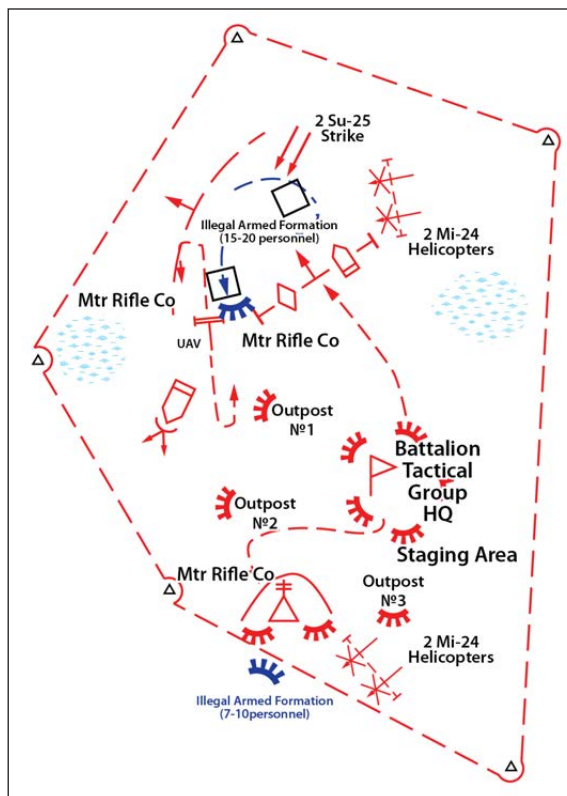 2 Su-25
Strike
Illegal Armed Formation
(15-20 personnel)
2 Mi-24
Helicopters
Mtr Rifle Co
UAV
Mtr Rifle Co
Outpost
№1
Battalion
Tactical
Group
HQ
Outpost
№2
Staging Area
Mtr Rifle Co
Outpost
№3
2 Mi-24
Helicopters
Illegal Armed Formation
(7-10personnel)